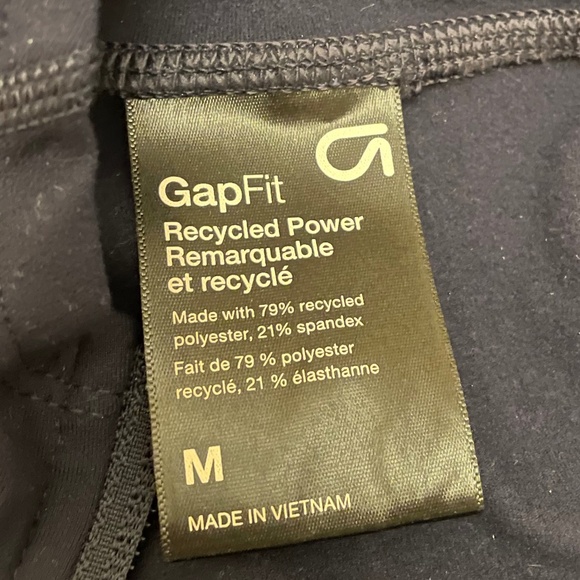 GapFit
Recycled Power
Remarquable
et recyclé
Made with 79% recycled
polyester, 21% spandex
Fait de 79 % polyester
recyclé, 21 % élasthanne
M
MADE IN VIETNAM